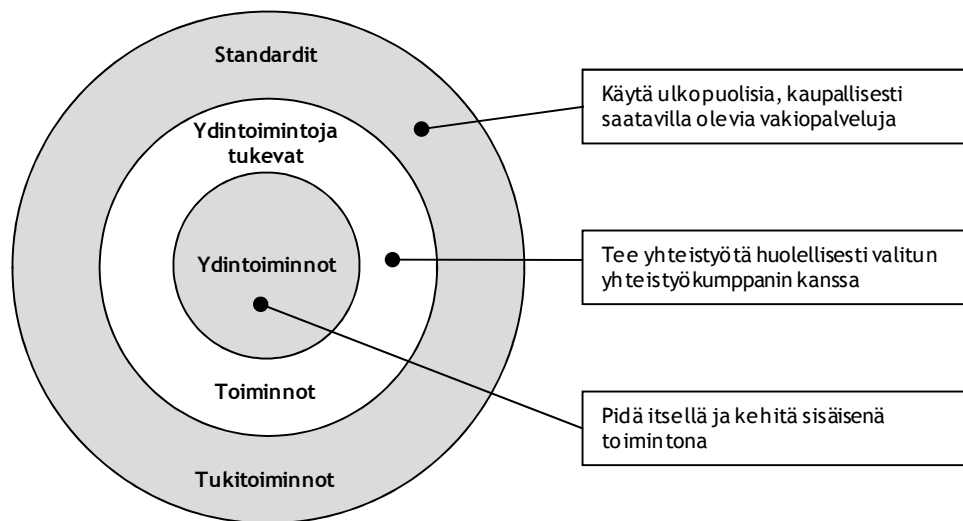 Standardit
Ydintoimintoja
tukevat
Ydintoiminnot
Toiminnot
Tukitoiminnot
Käytä ulkopuolisia, kaupallisesti
saatavilla olevia vakiopalveluja
Tee yhteistyötä huolellisesti valitun
yhteistyökumppanin kanssa
Pidä itsellä ja kehitä sisäisenä
toimintona